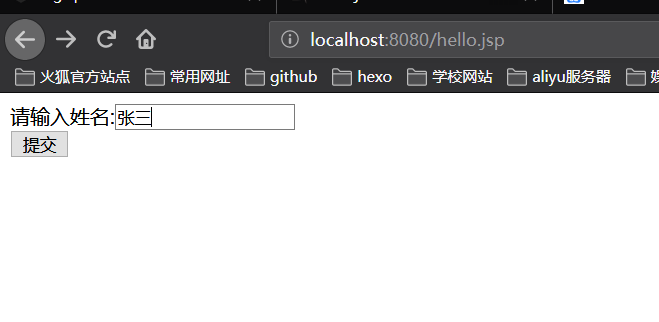 localhost:8080/hello.jsp
火狐官方站点 常用网址 github hexo 学校网站 aliyu服务器
请输入姓名:张三
提交